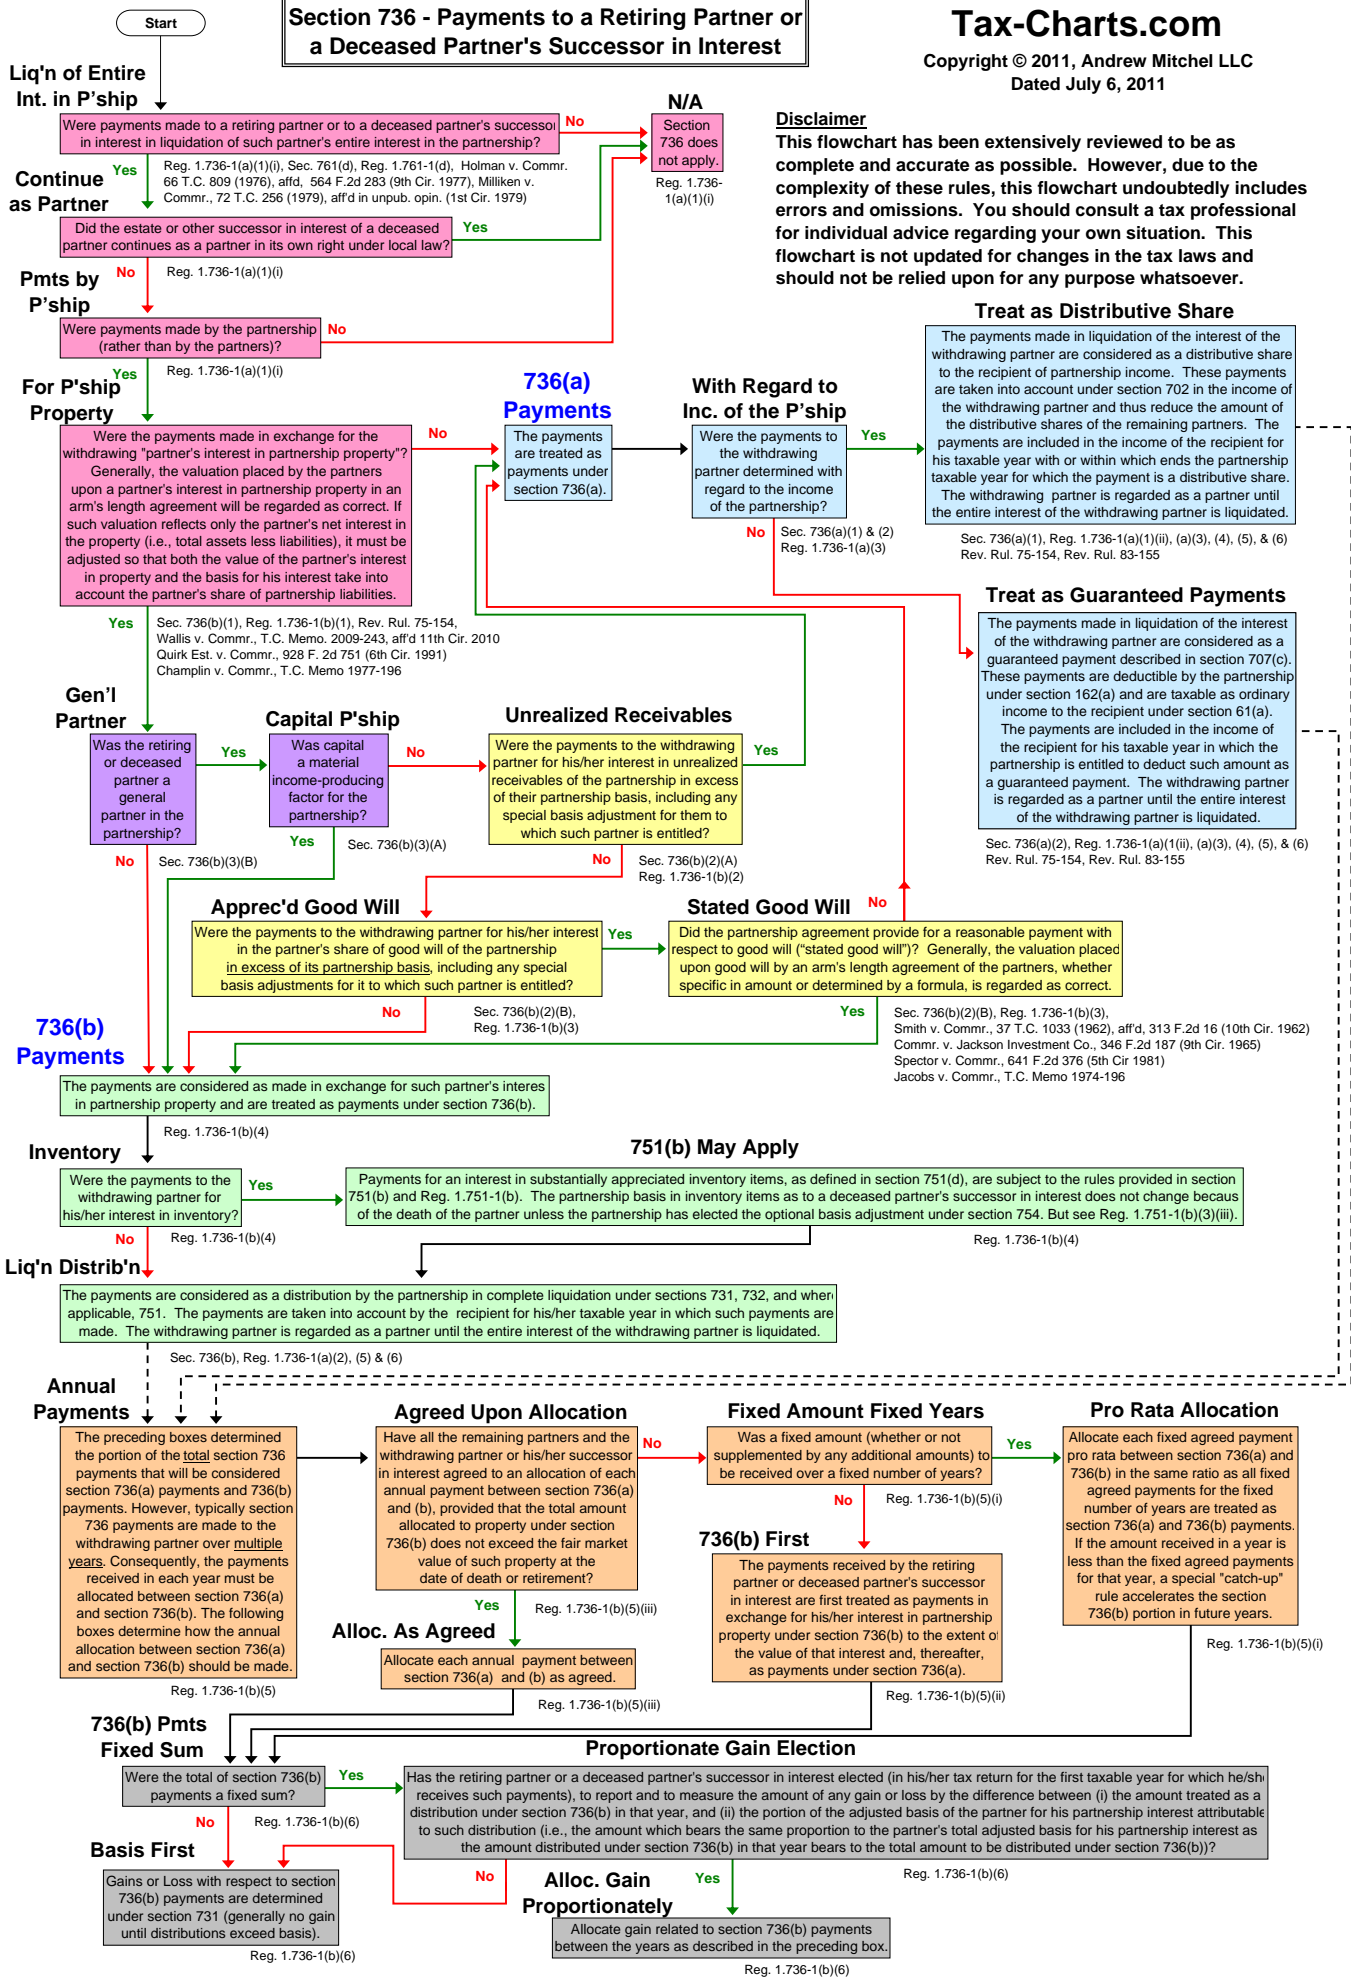 Start
Section 736 - Payments to a Retiring Partner or
a Deceased Partner's Successor in Interest
Tax-Charts.com
Copyright © 2011, Andrew Mitchel LLC
Dated July 6, 2011
Disclaimer
This flowchart has been extensively reviewed to be as
complete and accurate as possible. However, due to the
complexity of these rules, this flowchart undoubtedly includes
errors and omissions. You should consult a tax professional
for individual advice regarding your own situation. This
flowchart is not updated for changes in the tax laws and
should not be relied upon for any purpose whatsoever.
Liq'n of Entire
Int. in P'ship
Were payments made to a retiring partner or to a deceased partner's successor
in interest in liquidation of such partner's entire interest in the partnership?
No
N/A
Section
736 does
not apply.
Reg. 1.736-
1(a)(1)(i)
Yes
Reg. 1.736-1(a)(1)(i), Sec. 761(d), Reg. 1.761-1(d), Holman v. Commr.
66 T.C. 809 (1976), affd, 564 F.2d 283 (9th Cir. 1977), Milliken v.
Commr., 72 T.C. 256 (1979), aff'd in unpub. opin. (1st Cir. 1979)
Continue
as Partner
Did the estate or other successor in interest of a deceased
partner continues as a partner in its own right under local law?
Yes
No
Reg. 1.736-1(a)(1)(i)
Pmts by
P'ship
Were payments made by the partnership
(rather than by the partners)?
No
Yes
Reg. 1.736-1(a)(1)(i)
For P'ship
Property
Were the payments made in exchange for the
withdrawing "partner's interest in partnership property"?
Generally, the valuation placed by the partners
upon a partner's interest in partnership property in an
arm's length agreement will be regarded as correct. If
such valuation reflects only the partner's net interest in
the property (i.e., total assets less liabilities), it must be
adjusted so that both the value of the partner's interest
in property and the basis for his interest take into
account the partner's share of partnership liabilities.
No
736(a)
Payments
The payments
are treated as
payments under
section 736(a).
With Regard to
Inc. of the P'ship
Were the payments to
the withdrawing
partner determined with
regard to the income
of the partnership?
Yes
No
Sec. 736(a)(1) & (2)
Reg. 1.736-1(a)(3)
Treat as Distributive Share
The payments made in liquidation of the interest of the
withdrawing partner are considered as a distributive share
to the recipient of partnership income. These payments
are taken into account under section 702 in the income of
the withdrawing partner and thus reduce the amount of
the distributive shares of the remaining partners. The
payments are included in the income of the recipient for
his taxable year with or within which ends the partnership
taxable year for which the payment is a distributive share.
The withdrawing partner is regarded as a partner until
the entire interest of the withdrawing partner is liquidated.
Sec. 736(a)(1), Reg. 1.736-1(a)(1)(ii), (a)(3), (4), (5), & (6)
Rev. Rul. 75-154, Rev. Rul. 83-155
Treat as Guaranteed Payments
The payments made in liquidation of the interest
of the withdrawing partner are considered as a
guaranteed payment described in section 707(c).
These payments are deductible by the partnership
under section 162(a) and are taxable as ordinary
income to the recipient under section 61(a).
The payments are included in the income of
the recipient for his taxable year in which the
partnership is entitled to deduct such amount as
a guaranteed payment. The withdrawing partner
is regarded as a partner until the entire interest
of the withdrawing partner is liquidated.
Sec. 736(a)(2), Reg. 1.736-1(a)(1(ii), (a)(3), (4), (5), & (6)
Rev. Rul. 75-154, Rev. Rul. 83-155
Yes
Sec. 736(b)(1), Reg. 1.736-1(b)(1), Rev. Rul. 75-154,
Wallis v. Commr., T.C. Memo. 2009-243, aff'd 11th Cir. 2010
Quirk Est. v. Commr., 928 F. 2d 751 (6th Cir. 1991)
Champlin v. Commr., T.C. Memo 1977-196
Gen'l
Partner
Was the retiring
or deceased
partner a
general
partner in the
partnership?
Yes
No
Sec. 736(b)(3)(B)
Capital P'ship
Was capital
a material
income-producing
factor for the
partnership?
No
Yes
Sec. 736(b)(3)(A)
Unrealized Receivables
Were the payments to the withdrawing
partner for his/her interest in unrealized
receivables of the partnership in excess
of their partnership basis, including any
special basis adjustment for them to
which such partner is entitled?
Yes
No
Sec. 736(b)(2)(A)
Reg. 1.736-1(b)(2)
Apprec'd Good Will
Were the payments to the withdrawing partner for his/her interest
in the partner's share of good will of the partnership
in excess of its partnership basis, including any special
basis adjustments for it to which such partner is entitled?
Yes
No
Sec. 736(b)(2)(B),
Reg. 1.736-1(b)(3)
Stated Good Will
No
Did the partnership agreement provide for a reasonable payment with
respect to good will ("stated good will")? Generally, the valuation placed
upon good will by an arm's length agreement of the partners, whether
specific in amount or determined by a formula, is regarded as correct.
Yes
Sec. 736(b)(2)(B), Reg. 1.736-1(b)(3),
Smith v. Commr., 37 T.C. 1033 (1962), aff'd, 313 F.2d 16 (10th Cir. 1962)
Commr. v. Jackson Investment Co., 346 F.2d 187 (9th Cir. 1965)
Spector v. Commr., 641 F.2d 376 (5th Cir 1981)
Jacobs v. Commr., T.C. Memo 1974-196
736(b)
Payments
The payments are considered as made in exchange for such partner's interes
in partnership property and are treated as payments under section 736(b).
Reg. 1.736-1(b)(4)
Inventory
Were the payments to the
withdrawing partner for
his/her interest in inventory?
Yes
No
Reg. 1.736-1(b)(4)
751(b) May Apply
Payments for an interest in substantially appreciated inventory items, as defined in section 751(d), are subject to the rules provided in section
751(b) and Reg. 1.751-1(b). The partnership basis in inventory items as to a deceased partner's successor in interest does not change becaus
of the death of the partner unless the partnership has elected the optional basis adjustment under section 754. But see Reg. 1.751-1(b)(3)(iii).
Reg. 1.736-1(b)(4)
Liq'n Distrib'n
The payments are considered as a distribution by the partnership in complete liquidation under sections 731, 732, and where
applicable, 751. The payments are taken into account by the recipient for his/her taxable year in which such payments are
made. The withdrawing partner is regarded as a partner until the entire interest of the withdrawing partner is liquidated.
Sec. 736(b), Reg. 1.736-1(a)(2), (5) & (6)
Annual
Payments
The preceding boxes determined
the portion of the total section 736
payments that will be considered
section 736(a) payments and 736(b)
payments. However, typically section
736 payments are made to the
withdrawing partner over multiple
years. Consequently, the payments
received in each year must be
allocated between section 736(a)
and section 736(b). The following
boxes determine how the annual
allocation between section 736(a)
and section 736(b) should be made.
Reg. 1.736-1(b)(5)
Agreed Upon Allocation
Have all the remaining partners and the
withdrawing partner or his/her successor
in interest agreed to an allocation of each
annual payment between section 736(a)
and (b), provided that the total amount
allocated to property under section
736(b) does not exceed the fair market
value of such property at the
date of death or retirement?
No
Yes
Reg. 1.736-1(b)(5)(iii)
Alloc. As Agreed
Allocate each annual payment between
section 736(a) and (b) as agreed.
Reg. 1.736-1(b)(5)(iii)
Fixed Amount Fixed Years
Was a fixed amount (whether or not
supplemented by any additional amounts) to
be received over a fixed number of years?
Yes
No
Reg. 1.736-1(b)(5)(i)
736(b) First
The payments received by the retiring
partner or deceased partner's successor
in interest are first treated as payments in
exchange for his/her interest in partnership
property under section 736(b) to the extent of
the value of that interest and, thereafter,
as payments under section 736(a).
Reg. 1.736-1(b)(5)(ii)
Pro Rata Allocation
Allocate each fixed agreed payment
pro rata between section 736(a) and
736(b) in the same ratio as all fixed
agreed payments for the fixed
number of years are treated as
section 736(a) and 736(b) payments.
If the amount received in a year is
less than the fixed agreed payments
for that year, a special "catch-up"
rule accelerates the section
736(b) portion in future years.
Reg. 1.736-1(b)(5)(i)
736(b) Pmts
Fixed Sum
Were the total of section 736(b)
payments a fixed sum?
Yes
No
Reg. 1.736-1(b)(6)
Proportionate Gain Election
Has the retiring partner or a deceased partner's successor in interest elected (in his/her tax return for the first taxable year for which he/she
receives such payments), to report and to measure the amount of any gain or loss by the difference between (i) the amount treated as a
distribution under section 736(b) in that year, and (ii) the portion of the adjusted basis of the partner for his partnership interest attributable
to such distribution (i.e., the amount which bears the same proportion to the partner's total adjusted basis for his partnership interest as
the amount distributed under section 736(b) in that year bears to the total amount to be distributed under section 736(b))?
Reg. 1.736-1(b)(6)
No
Yes
Basis First
Gains or Loss with respect to section
736(b) payments are determined
under section 731 (generally no gain
until distributions exceed basis).
Reg. 1.736-1(b)(6)
Alloc. Gain
Proportionately
Allocate gain related to section 736(b) payments
between the years as described in the preceding box.
Reg. 1.736-1(b)(6)